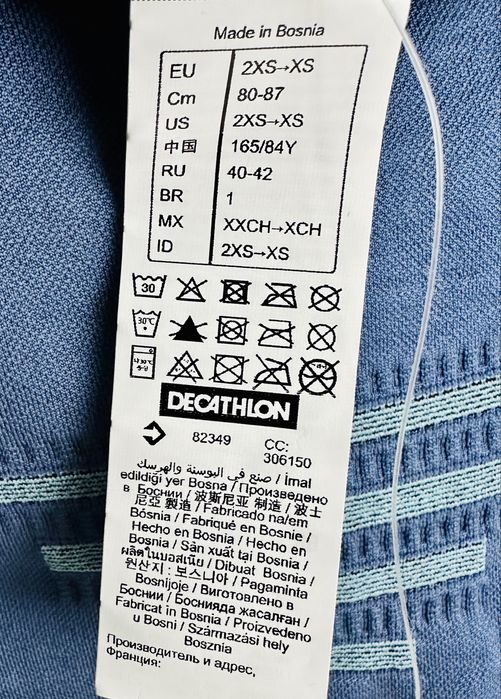 Made in Bosnia
EU 2XS→XS
Cm 80-87
US 2XS→XS
中国 165/84Y
RU 40-42
BR 1
MX XXCH→XCH
ID 2XS→XS
30
30℃
DECATHLON
82349 CC:
306150
صنع في البوسنة والهرسك / İmal
edildiği yer Bosna / Произведено
в Боснии / 波斯尼亚 制造 / 波士
尼亞 製造 / Fabricado na/em
Bósnia / Fabriqué en Bosnie /
Hecho en Bosnia / Hecho en
Bosnia / Sản xuất tại Bosnia /
ผลิตในบอสเนีย / Dibuat Bosnia /
원산지 : 보스니아 / Pagaminta
Bosnijoje / Виготовлено в
Боснии / Боснияда жасалған /
Fabricat în Bosnia / Proizvedeno
u Bosni / Származási hely
Bosznia
Производитель и адрес,
Франция: